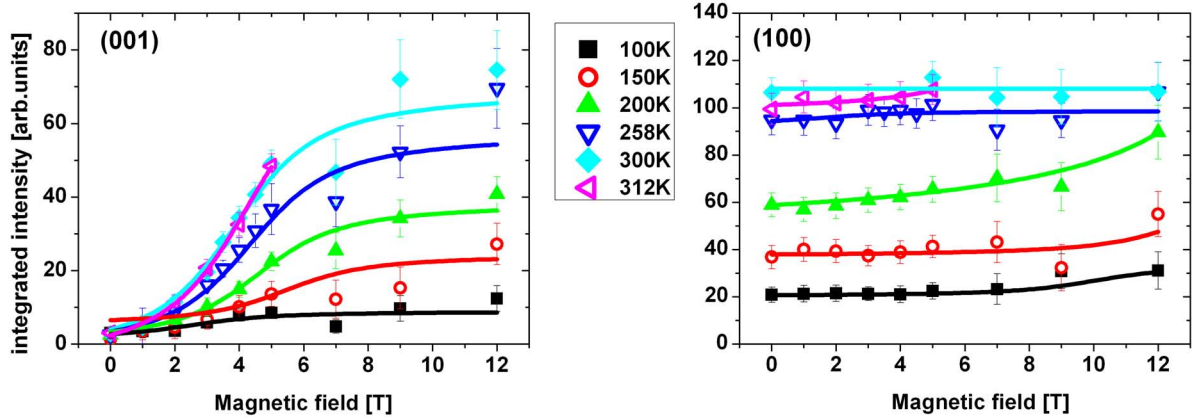 integrated intensity [arb.units]
(001)
80
60
40
20
0
0 2 4 6 8 10 12
Magnetic field [T]
100K
150K
200K
258K
300K
312K
(100)
140
120
100
80
60
40
20
0
0 2 4 6 8 10 12
Magnetic field [T]